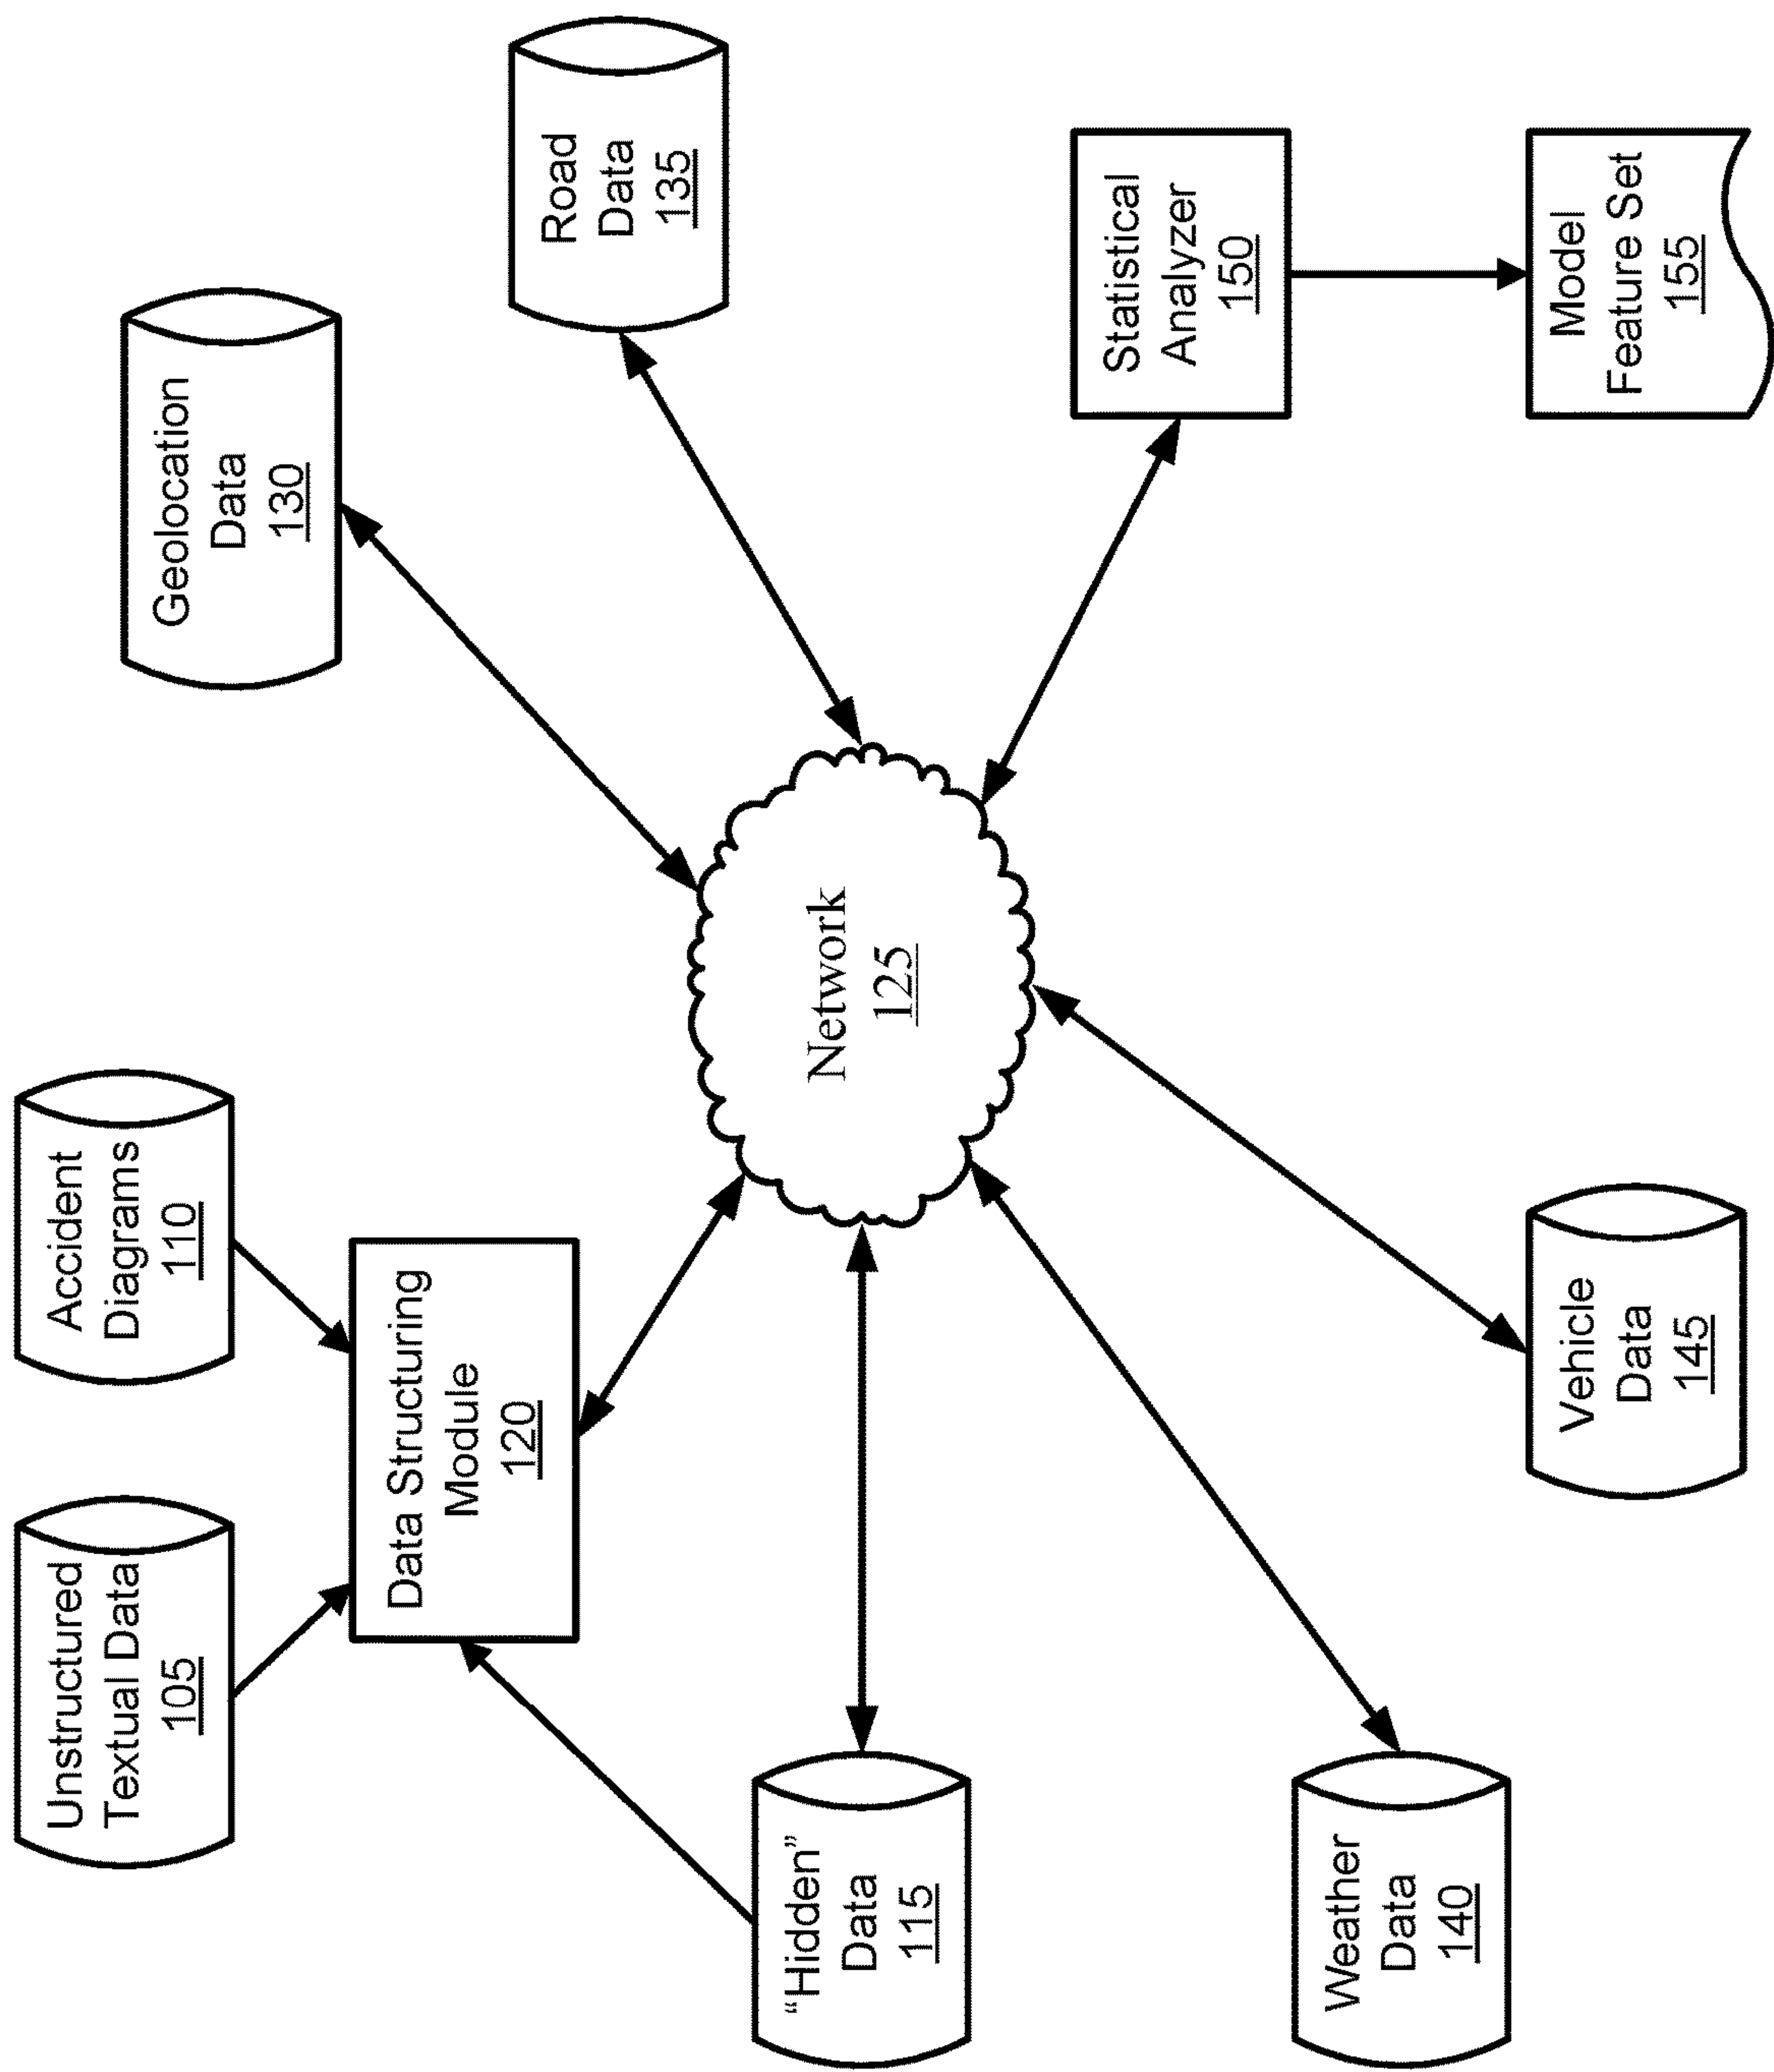 Unstructured
Textual Data
105
Accident
Diagrams
110
Data Structuring
Module
120
"Hidden"
Data
115
Network
125
Geolocation
Data
130
Road
Data
135
Weather
Data
140
Vehicle
Data
145
Statistical
Analyzer
150
Model
Feature Set
155